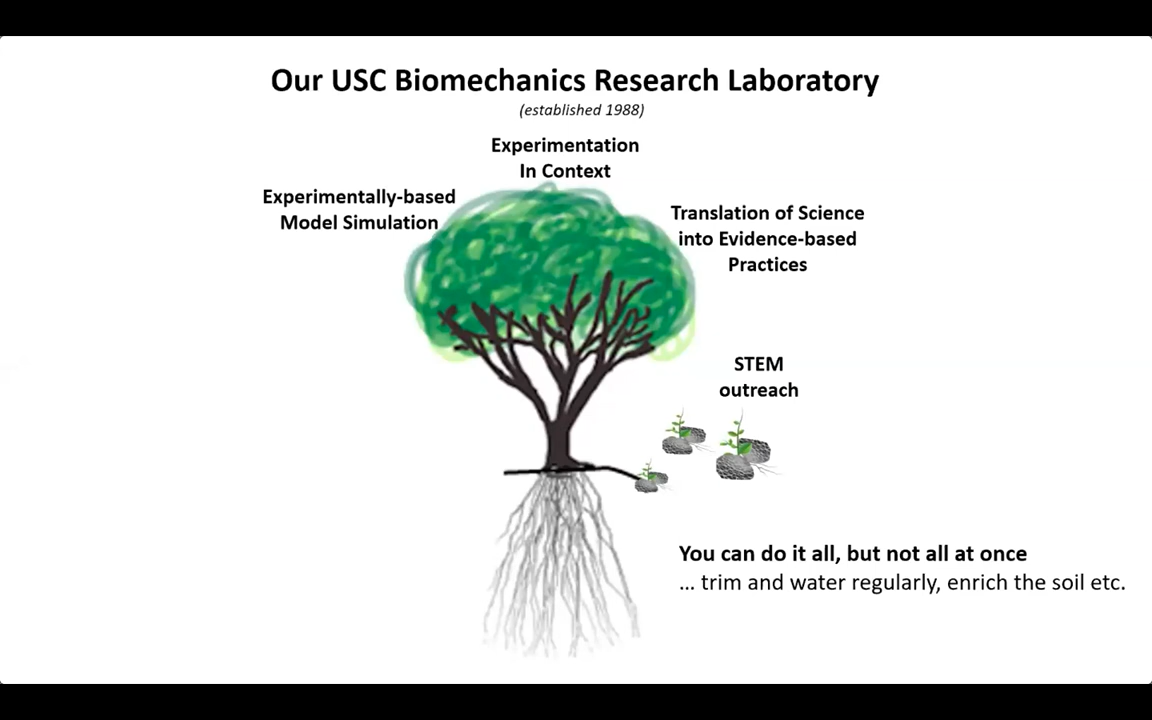 Our USC Biomechanics Research Laboratory
(established 1988)
Experimentation
In Context
Experimentally-based
Model Simulation
Translation of Science
into Evidence-based
Practices
STEM
outreach
You can do it all, but not all at once
... trim and water regularly, enrich the soil etc.